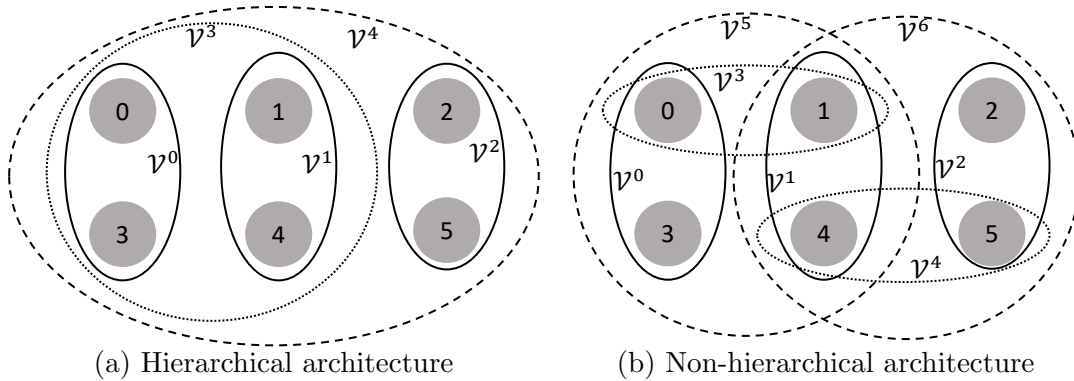 𝒱³ 𝒱⁴ 𝒱⁵ 𝒱⁶
𝒱³
0 1 2 0 1 2
𝒱⁰ 𝒱¹ 𝒱² 𝒱⁰ 𝒱¹ 𝒱²
3 4 5 3 4 5
𝒱⁴
(a) Hierarchical architecture (b) Non-hierarchical architecture